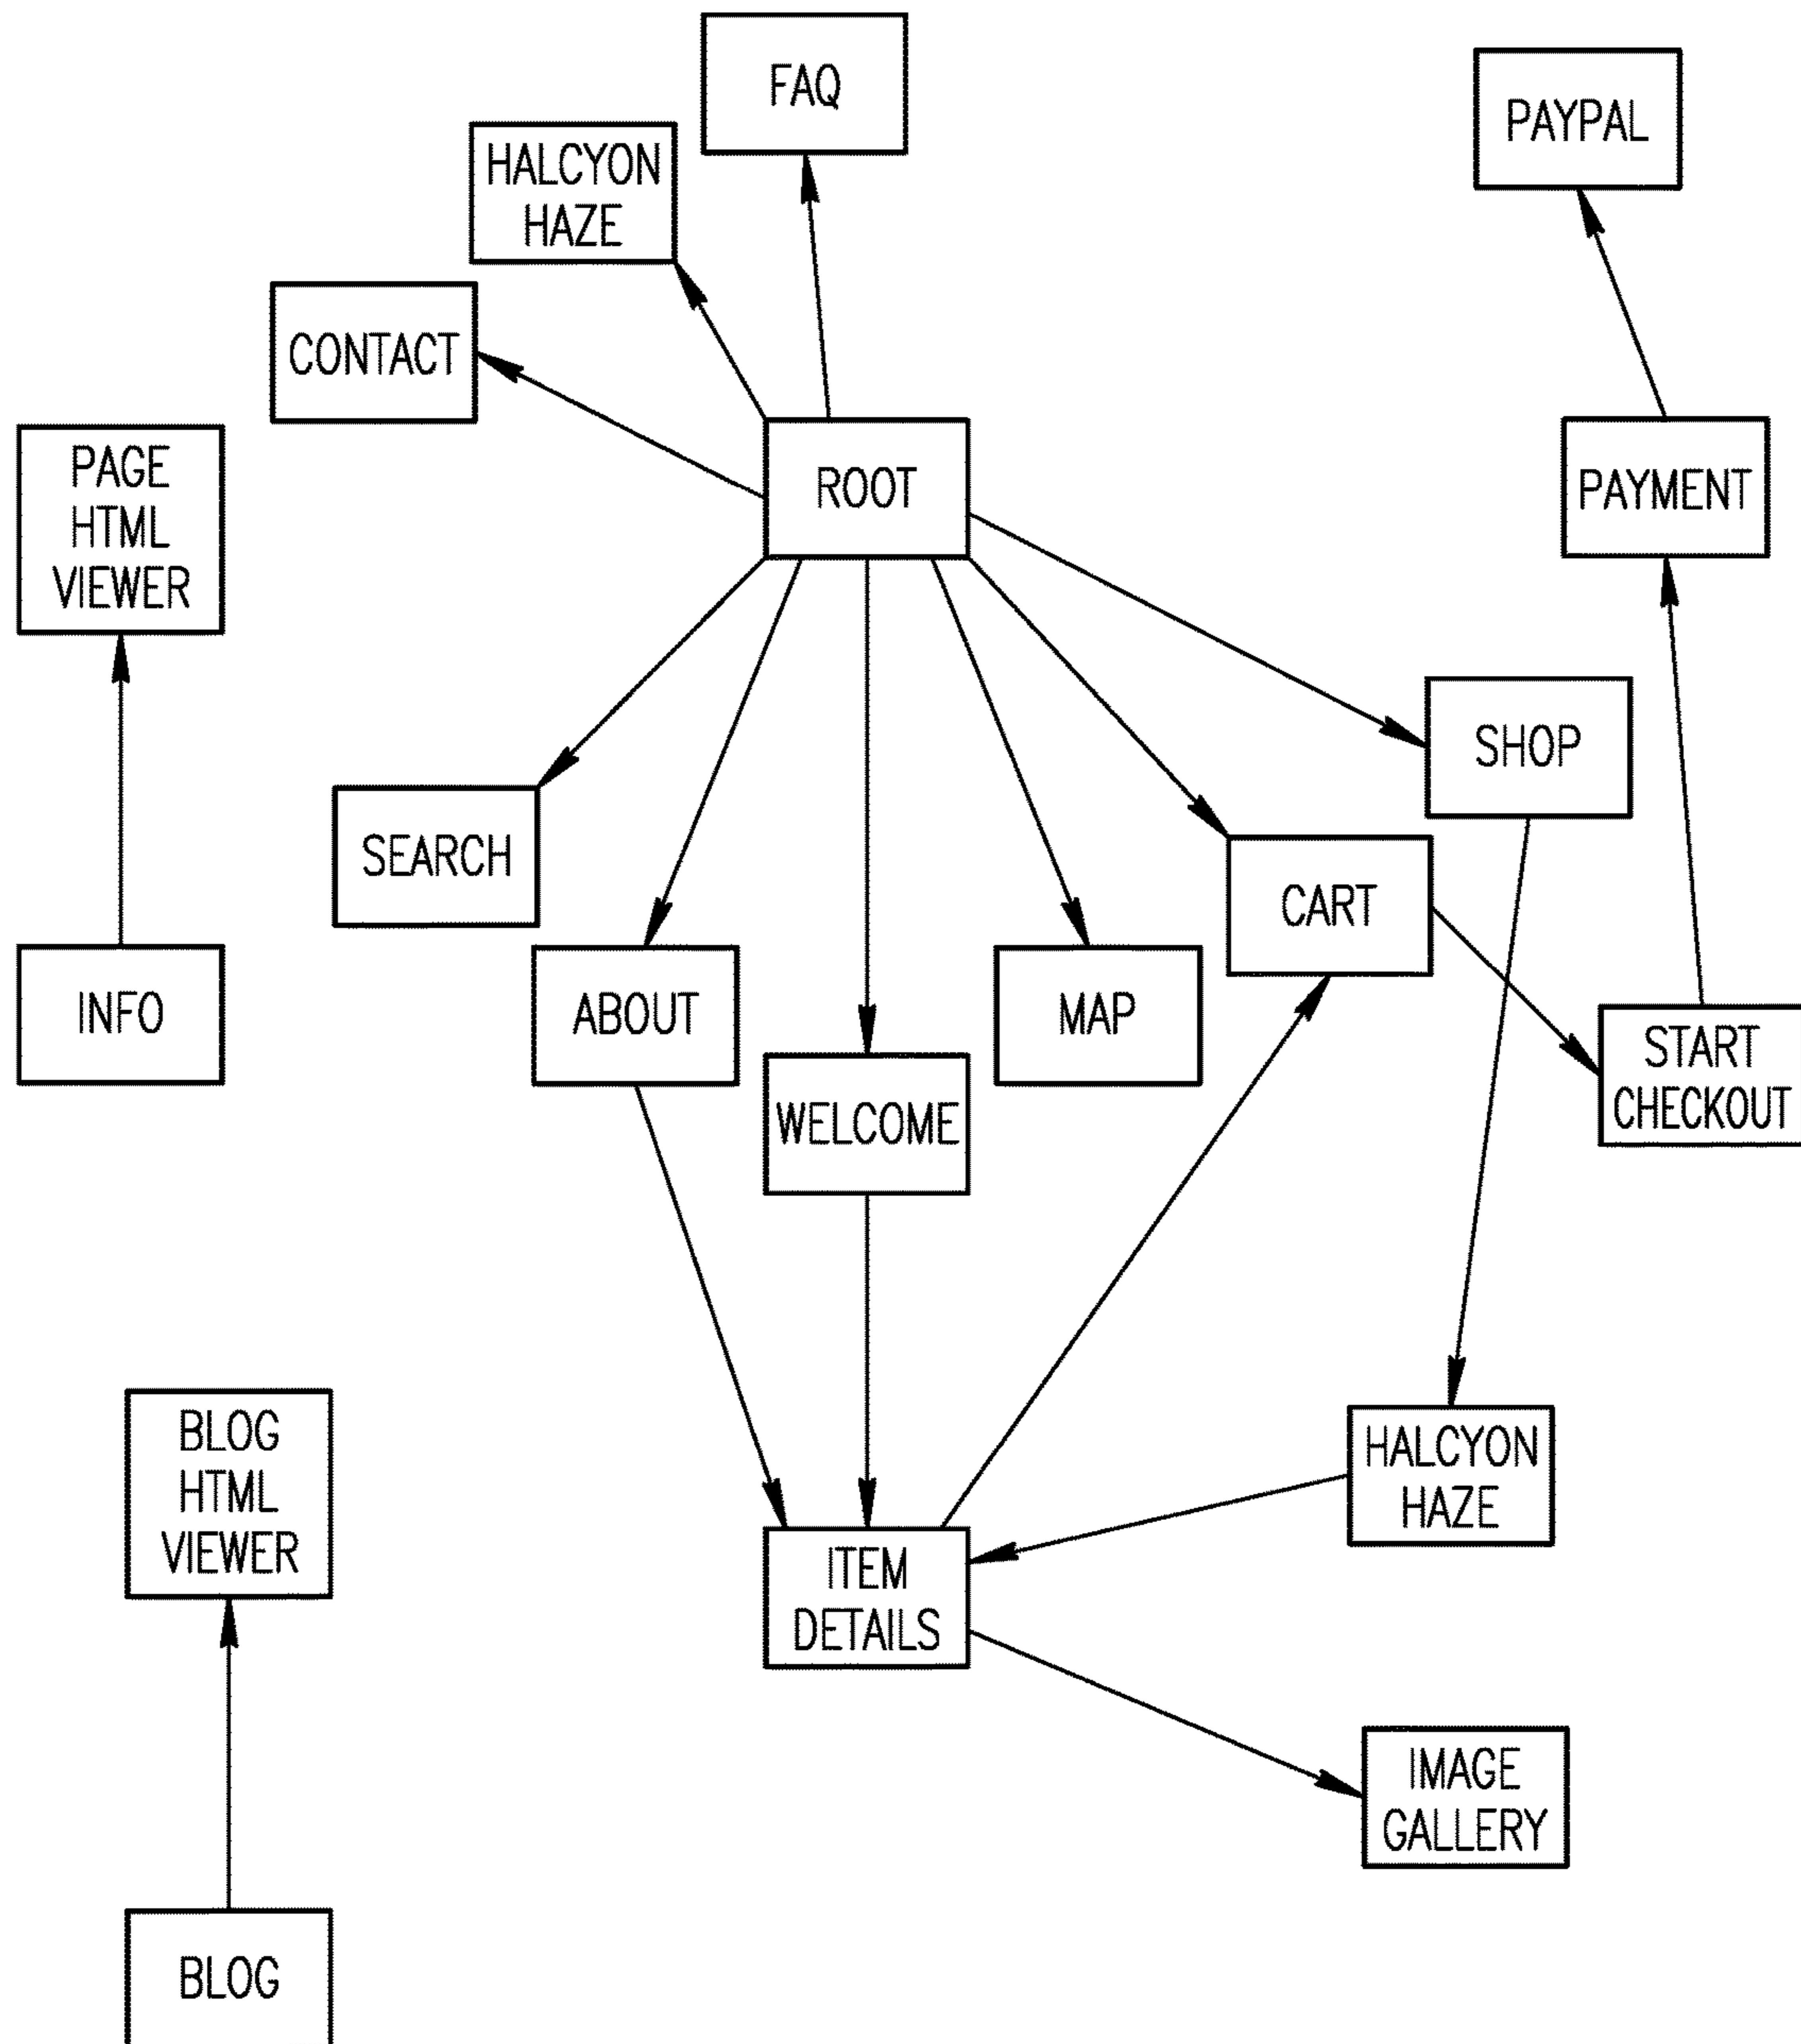 FAQ
PAYPAL
HALCYON
HAZE
CONTACT
PAGE
HTML
VIEWER
ROOT
PAYMENT
SHOP
SEARCH
CART
INFO
ABOUT
MAP
START
CHECKOUT
WELCOME
BLOG
HTML
VIEWER
HALCYON
HAZE
ITEM
DETAILS
IMAGE
GALLERY
BLOG